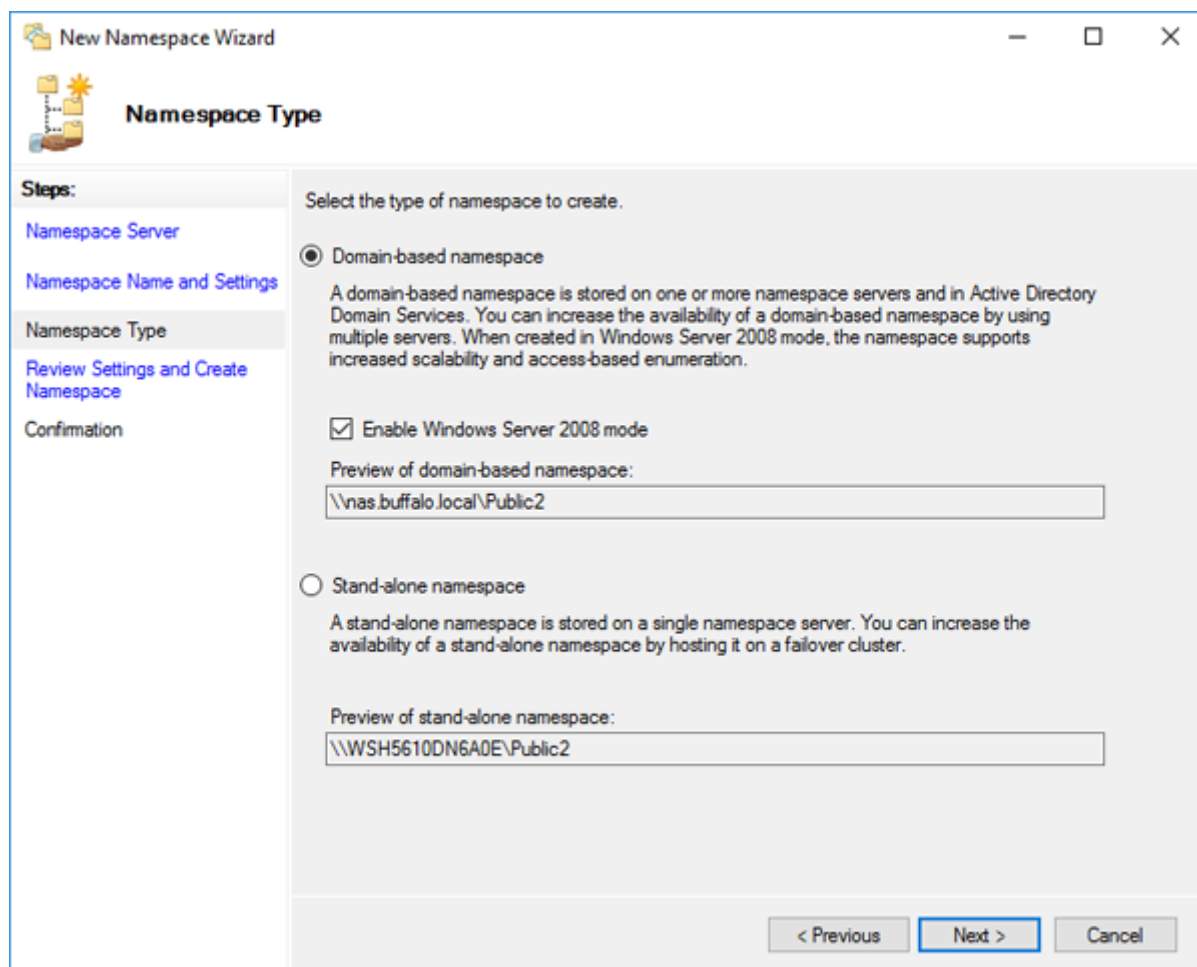 New Namespace Wizard
Namespace Type
Steps:
Namespace Server
Namespace Name and Settings
Namespace Type
Review Settings and Create
Namespace
Confirmation
Select the type of namespace to create.
Domain-based namespace
A domain-based namespace is stored on one or more namespace servers and in Active Directory
Domain Services. You can increase the availability of a domain-based namespace by using
multiple servers. When created in Windows Server 2008 mode, the namespace supports
increased scalability and access-based enumeration.
Enable Windows Server 2008 mode
Preview of domain-based namespace:
\\nas.buffalo.local\Public2
Stand-alone namespace
A stand-alone namespace is stored on a single namespace server. You can increase the
availability of a stand-alone namespace by hosting it on a failover cluster.
Preview of stand-alone namespace:
\\WSH5610DN6A0E\Public2
< Previous
Next >
Cancel